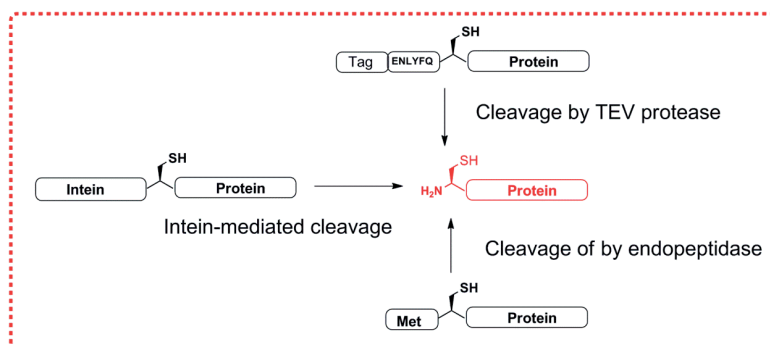 SH
Tag ENLYFQ Protein
Cleavage by TEV protease
SH
Intein Protein
SH
H₂N Protein
Intein-mediated cleavage
Cleavage of by endopeptidase
SH
Met Protein